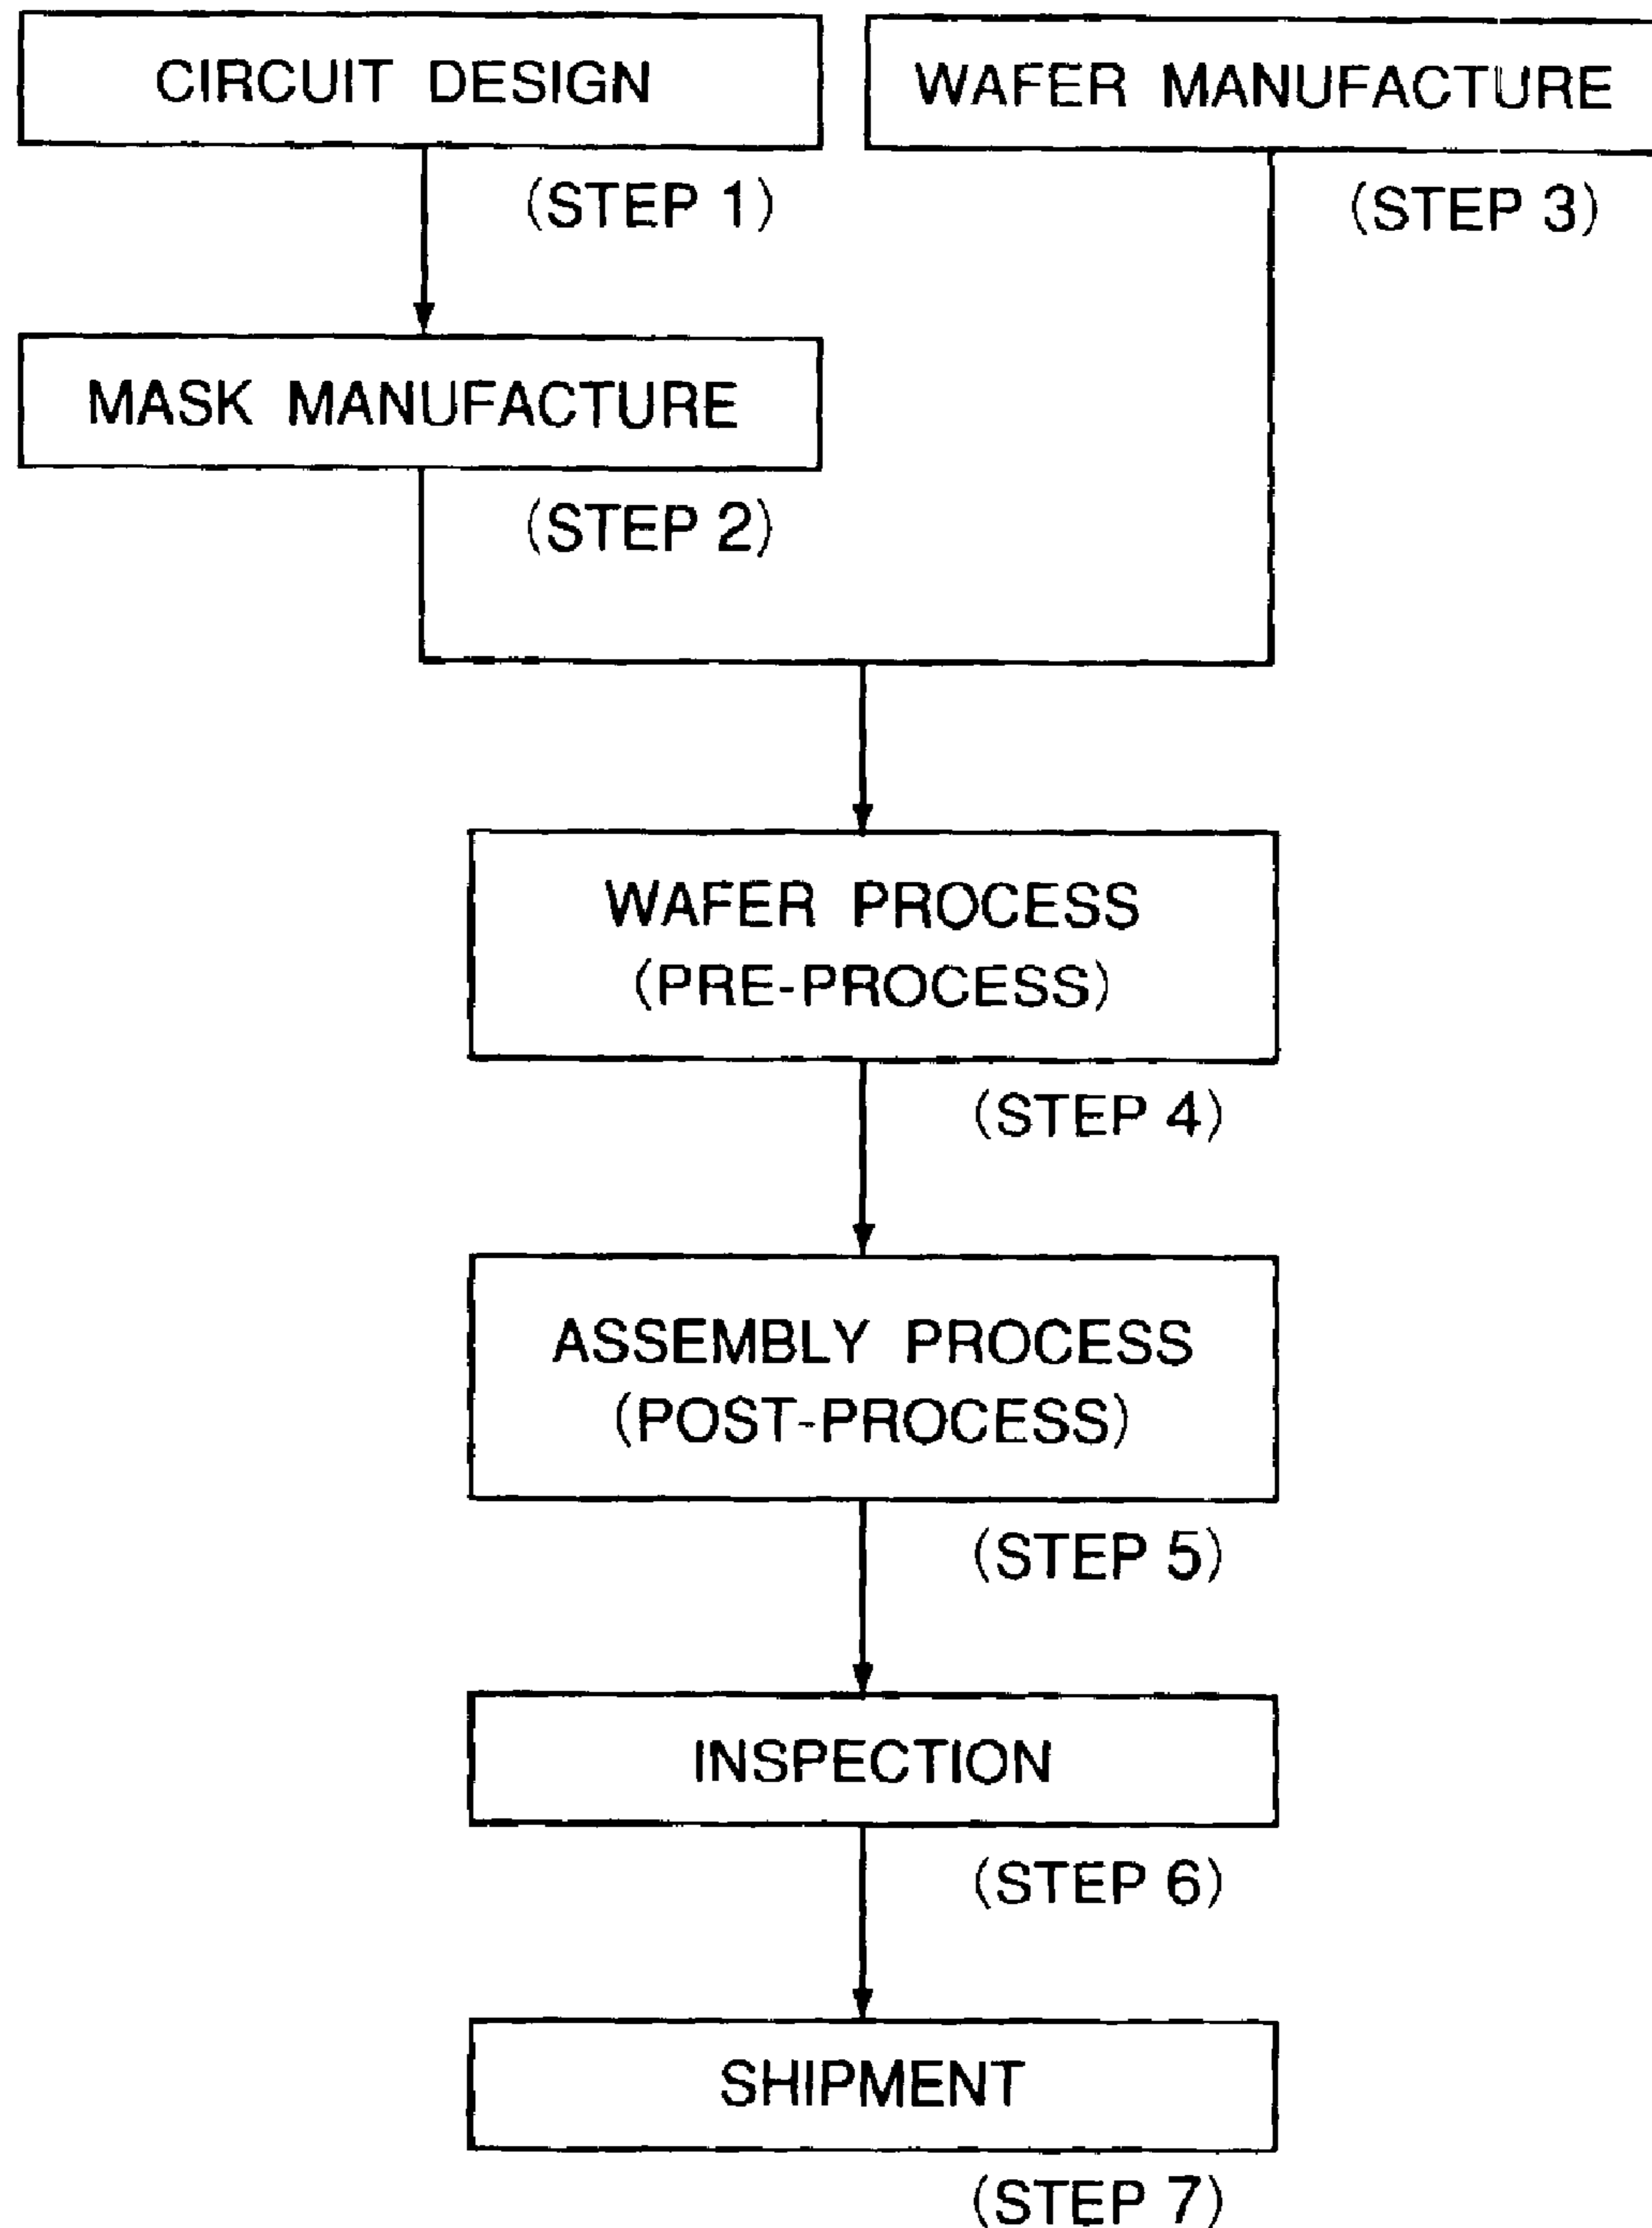 CIRCUIT DESIGN
(STEP 1)
WAFER MANUFACTURE
(STEP 3)
MASK MANUFACTURE
(STEP 2)
WAFER PROCESS
(PRE-PROCESS)
(STEP 4)
ASSEMBLY PROCESS
(POST-PROCESS)
(STEP 5)
INSPECTION
(STEP 6)
SHIPMENT
(STEP 7)